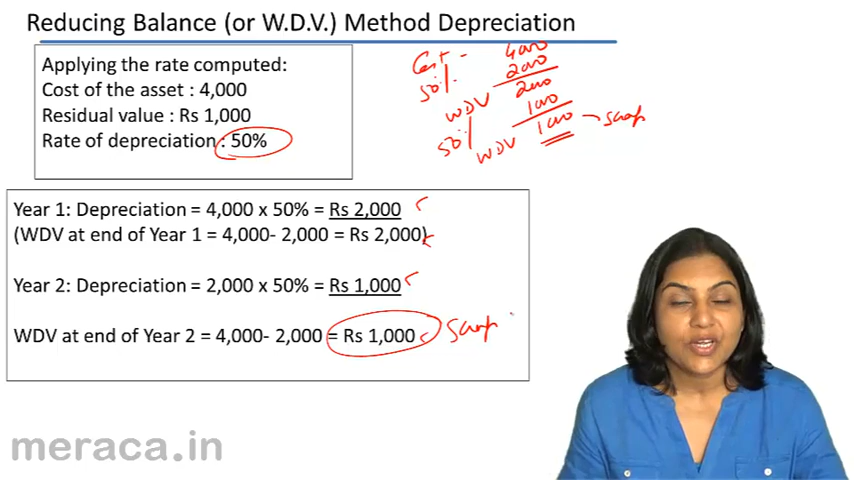 Reducing Balance (or W.D.V.) Method Depreciation
Applying the rate computed:
Cost of the asset : 4,000
Residual value : Rs 1,000
Rate of depreciation : 50%
Cost - 4000
50% 2000
WDV 2000
50% 1000
WDV 1000 scrap
Year 1: Depreciation = 4,000 x 50% = Rs 2,000
(WDV at end of Year 1 = 4,000- 2,000 = Rs 2,000)
Year 2: Depreciation = 2,000 x 50% = Rs 1,000
WDV at end of Year 2 = 4,000- 2,000 = Rs 1,000 scrap
meraca.in